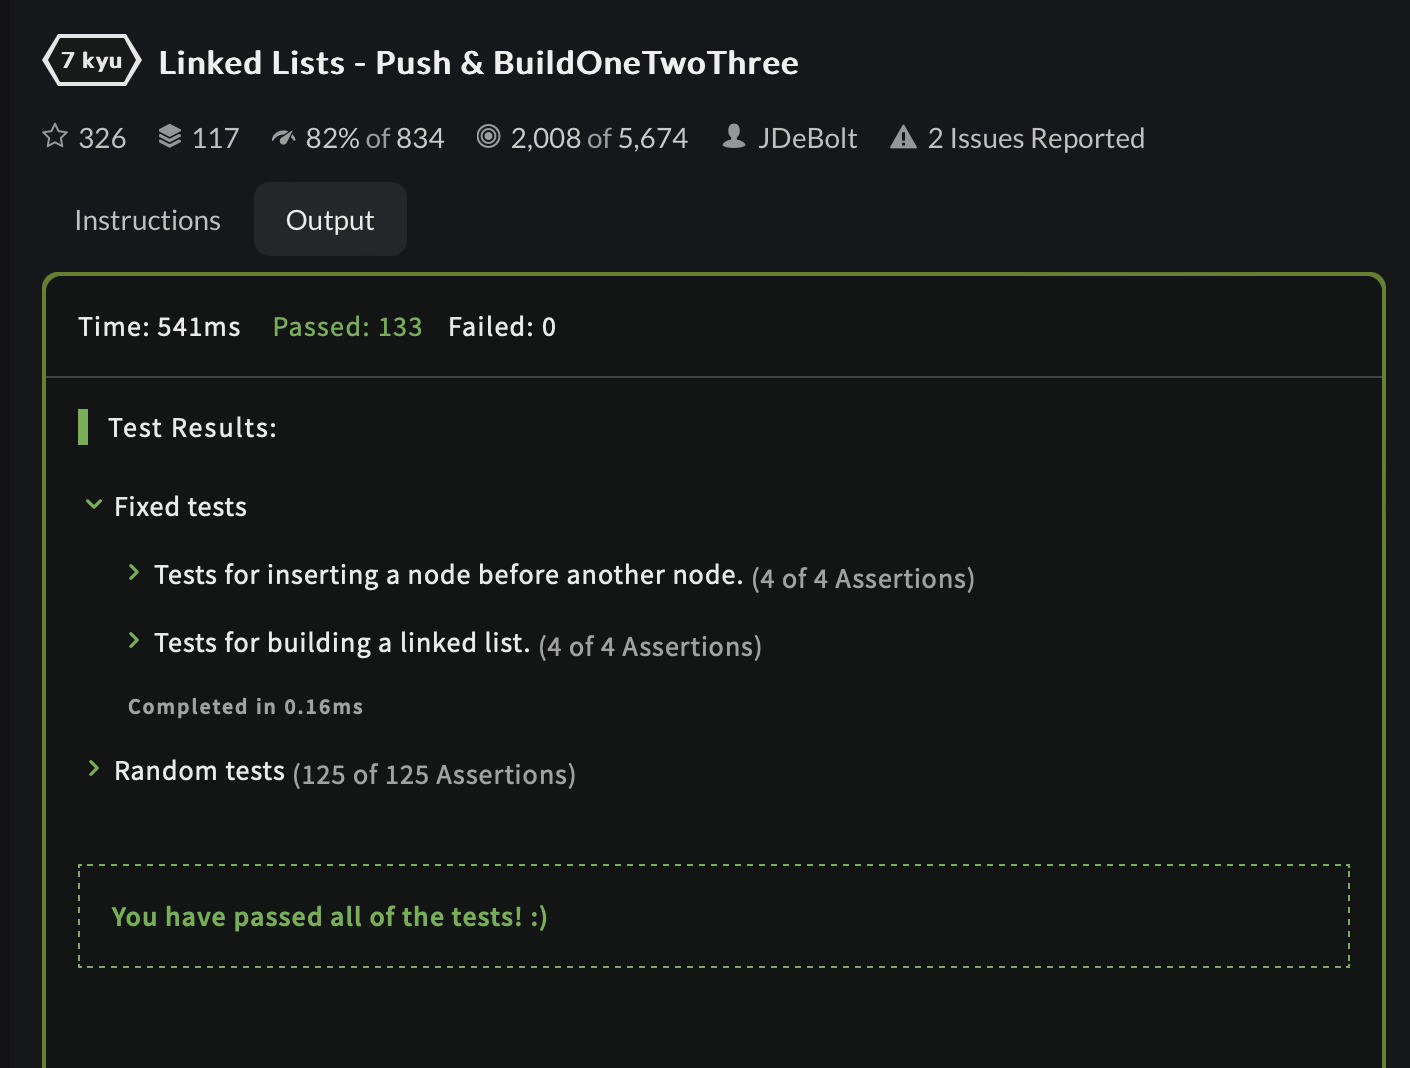 7 kyu Linked Lists - Push & BuildOneTwoThree
326 117 82% of 834 2,008 of 5,674 JDeBolt 2 Issues Reported
Instructions Output
Time: 541ms Passed: 133 Failed: 0
Test Results:
Fixed tests
Tests for inserting a node before another node. (4 of 4 Assertions)
Tests for building a linked list. (4 of 4 Assertions)
Completed in 0.16ms
Random tests (125 of 125 Assertions)
You have passed all of the tests! :)